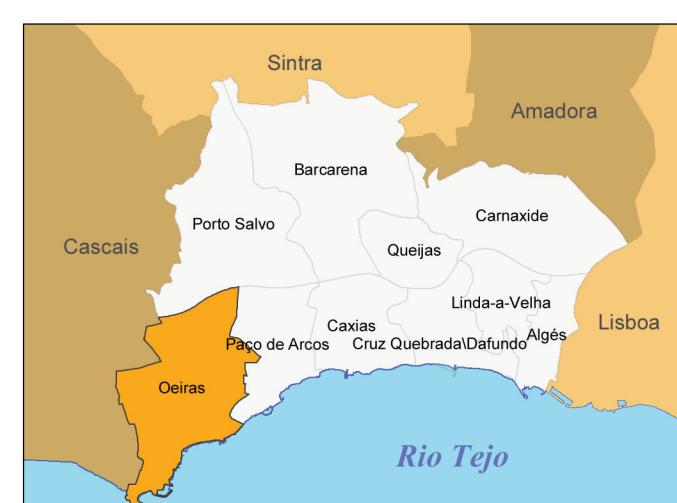 Sintra
Amadora
Barcarena
Carnaxide
Porto Salvo
Cascais
Queijas
Linda-a-Velha
Lisboa
Caxias
Algés
Paço de Arcos
Cruz Quebrada\Dafundo
Oeiras
Rio Tejo